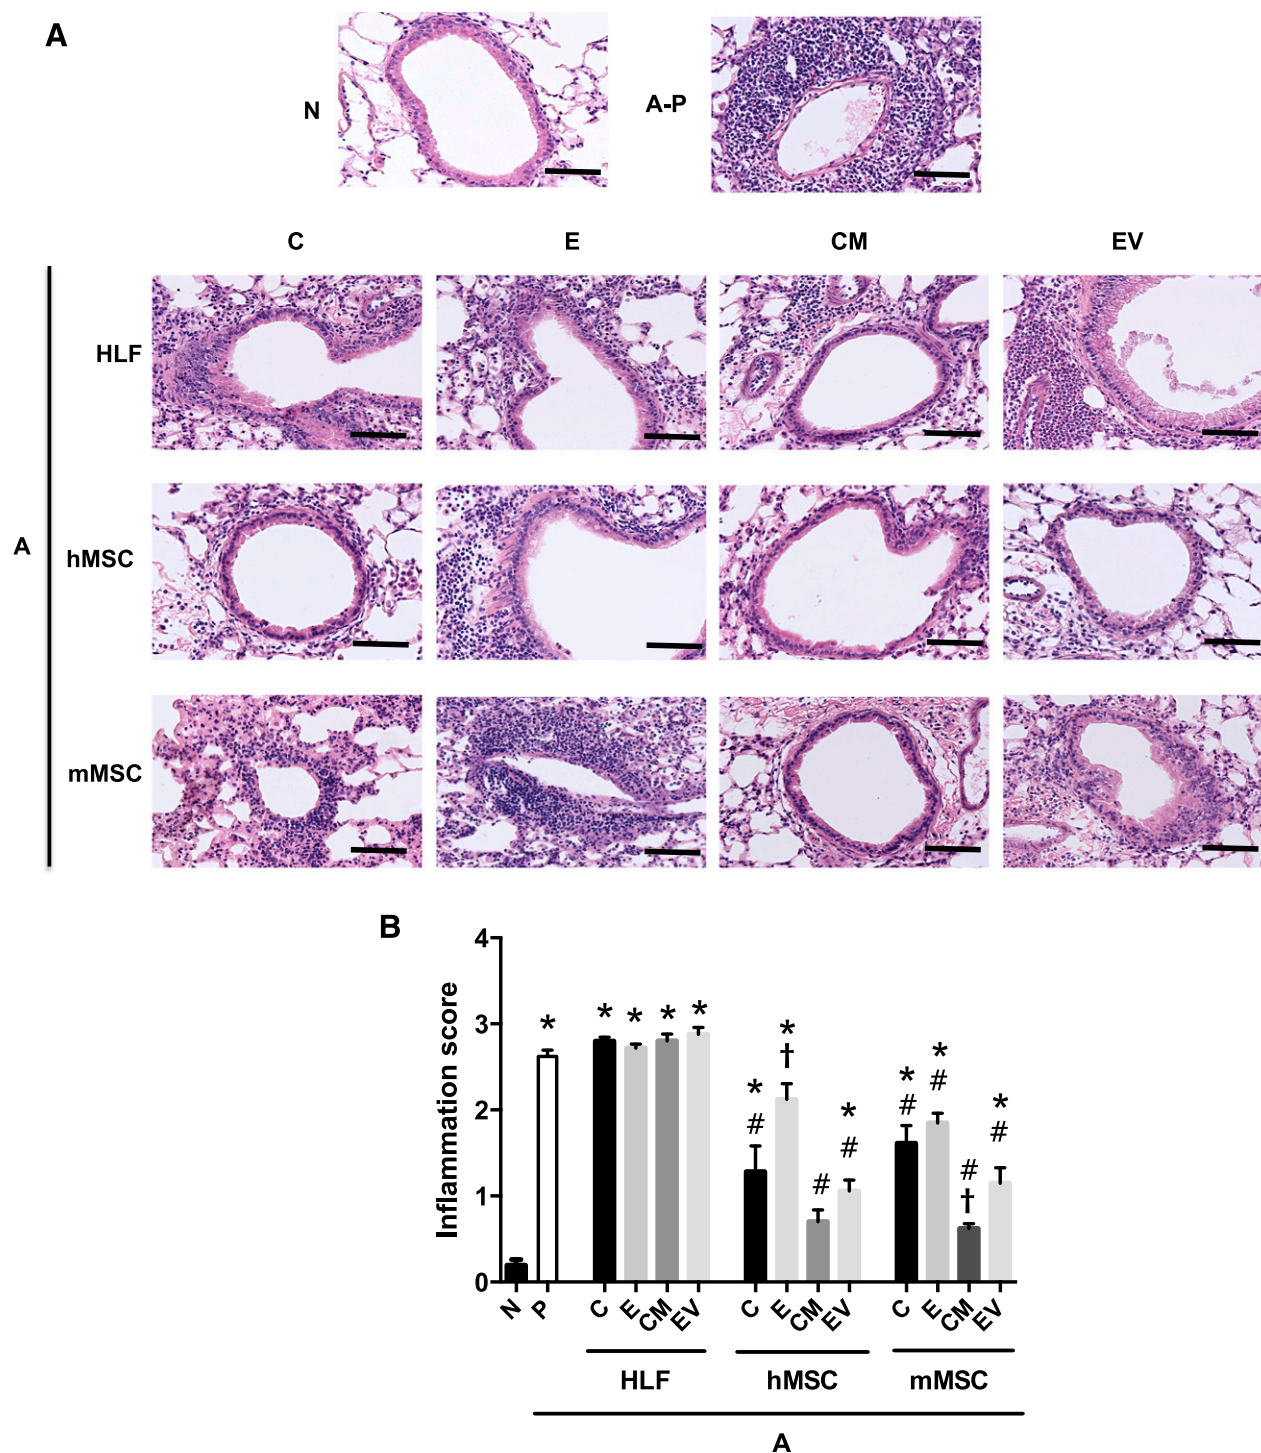 A
N
A-P
C E CM EV
HLF
A
hMSC
mMSC
B
Inflammation score
4
3
2
1
0
*
* * * *
* # * † # * #
* # * # # † * #
N P C E CM EV C E CM EV C E CM EV
HLF hMSC mMSC
A